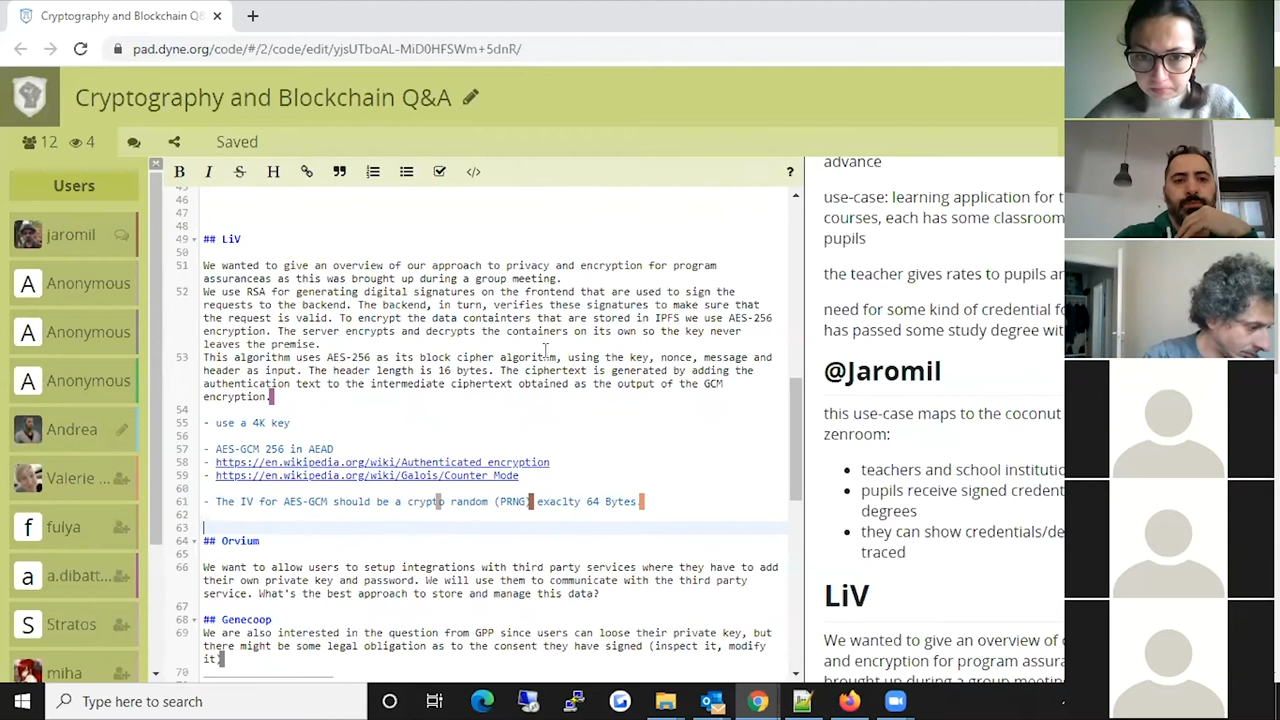 Cryptography and Blockchain Q&
pad.dyne.org/code/#/2/code/edit/yjsUTboAL-MiD0HFSWm+5dnR/
Cryptography and Blockchain Q&A
12 4 Saved
B I S H ?
Users
jaromil
A Anonymous
A Anonymous
A Anonymous
Andrea
Valerie ...
f fulya
a a.dibatt...
S Stratos
miha
45
46
47
48
49 ## LiV
50
51 We wanted to give an overview of our approach to privacy and encryption for program
assuranceas as this was brought up during a group meeting.
52 We use RSA for generating digital signatures on the frontend that are used to sign the
requests to the backend. The backend, in turn, verifies these signatures to make sure that
the request is valid. To encrypt the data containters that are stored in IPFS we use AES-256
encryption. The server encrypts and decrypts the containers on its own so the key never
leaves the premise.
53 This algorithm uses AES-256 as its block cipher algorithm, using the key, nonce, message and
header as input. The header length is 16 bytes. The ciphertext is generated by adding the
authentication text to the intermediate ciphertext obtained as the output of the GCM
encryption.
54
55 - use a 4K key
56
57 - AES-GCM 256 in AEAD
58 - https://en.wikipedia.org/wiki/Authenticated_encryption
59 - https://en.wikipedia.org/wiki/Galois/Counter_Mode
60
61 - The IV for AES-GCM should be a crypto random (PRNG) exaclty 64 Bytes.
62
63
64 ## Orvium
65
66 We want to allow users to setup integrations with third party services where they have to add
their own private key and password. We will use them to communicate with the third party
service. What's the best approach to store and manage this data?
67
68 ## Genecoop
69 We are also interested in the question from GPP since users can loose their private key, but
there might be some legal obligation as to the consent they have signed (inspect it, modify
it)
70
advance
use-case: learning application for
courses, each has some classroom
pupils
the teacher gives rates to pupils
need for some kind of credential
has passed some study degree
@Jaromil
this use-case maps to the coconut
zenroom:
teachers and school
pupils receive signed
degrees
they can show
traced
LiV
We wanted to give an overview of
and encryption for program
brought up during a group
Type here to search